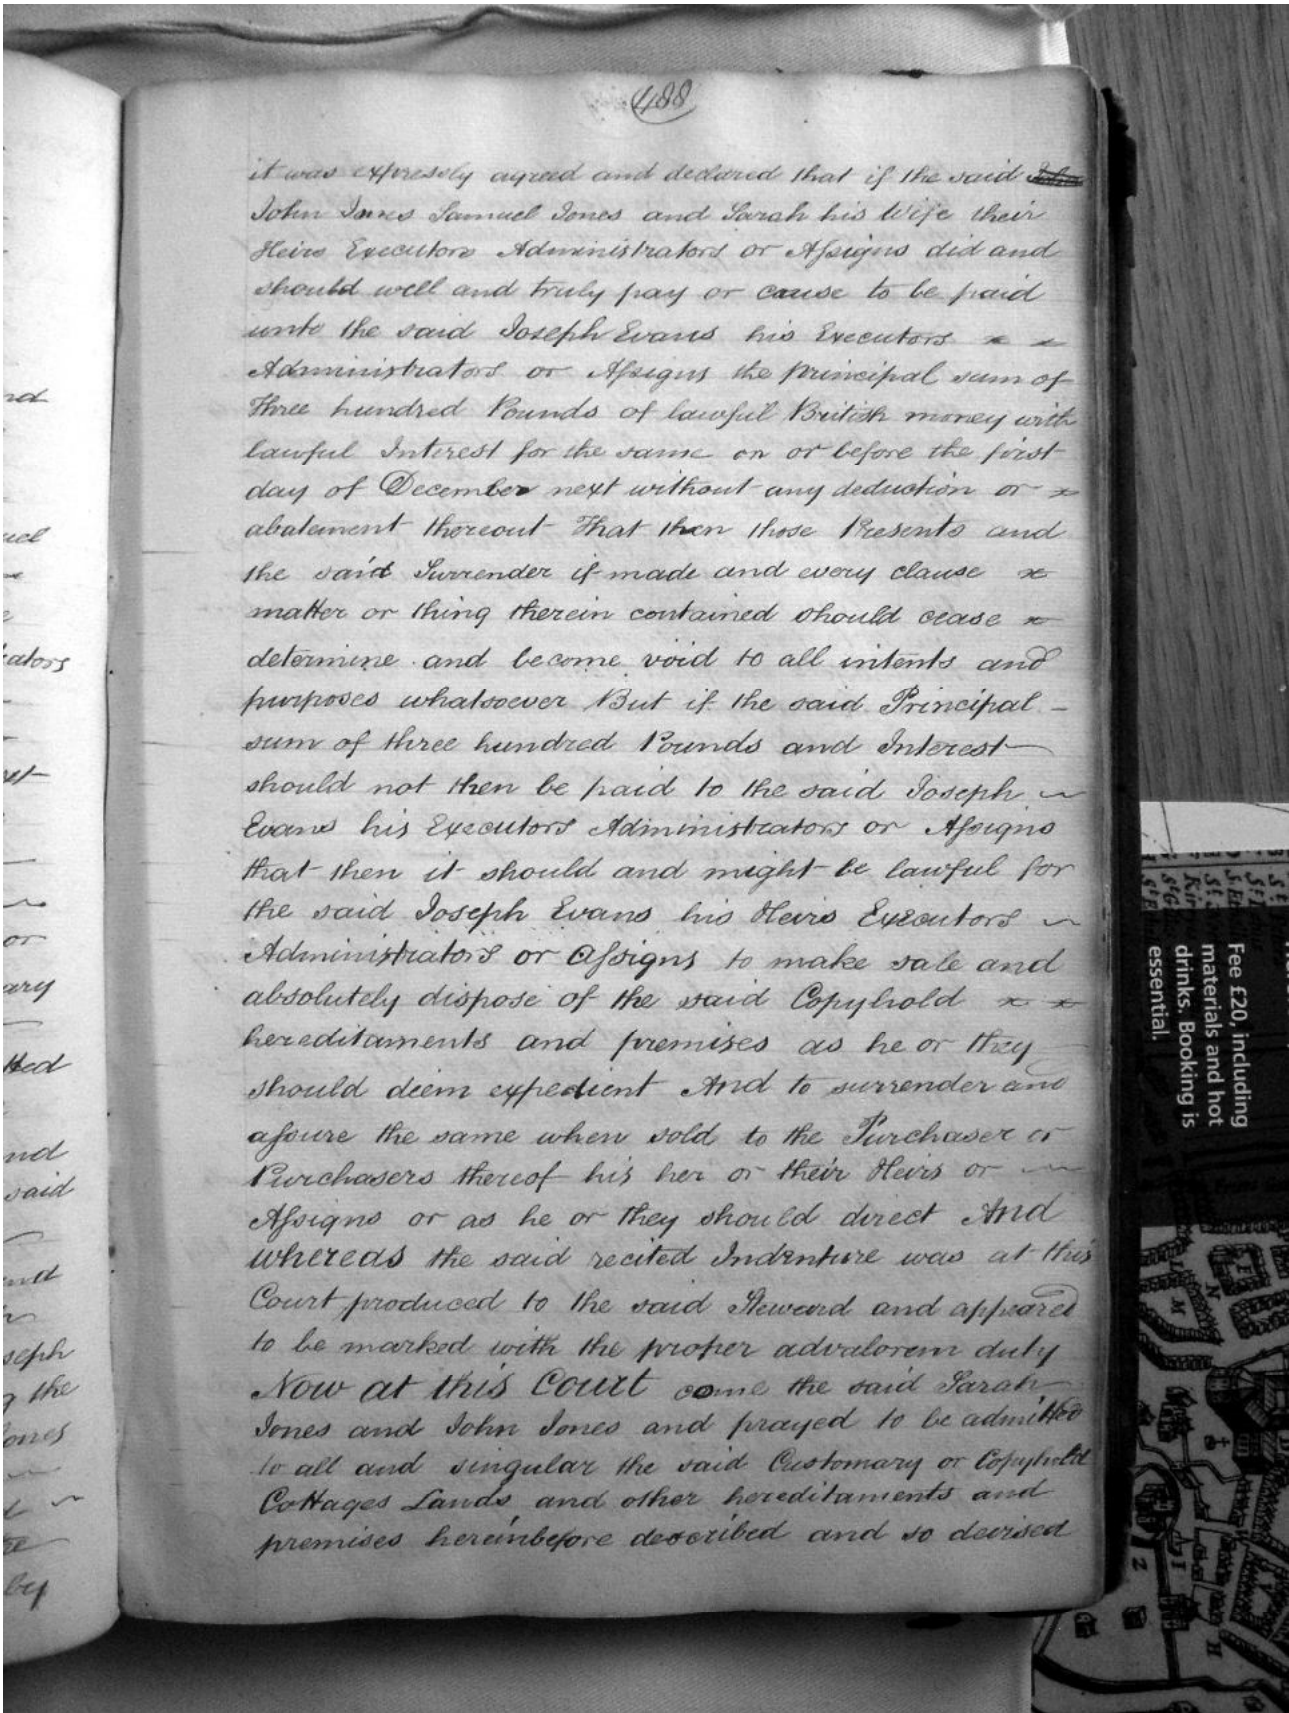 488
it was expressly agreed and declared that if the said John
John Jones Samuel Jones and Sarah his Wife their
Heirs Executors Administrators or Assigns did and
should well and truly pay or cause to be paid
unto the said Joseph Evans his Executors
Administrators or Assigns the principal sum of
Three hundred Pounds of lawful British money with
lawful Interest for the same on or before the first
day of December next without any deduction or
abatement thereout That then those Presents and
the said Surrender if made and every clause
matter or thing therein contained should cease
determine and become void to all intents and
purposes whatsoever But if the said Principal
sum of three hundred Pounds and Interest
should not then be paid to the said Joseph
Evans his Executors Administrators or Assigns
that then it should and might be lawful for
the said Joseph Evans his Heirs Executors
Administrators or Assigns to make sale and
absolutely dispose of the said Copyhold
hereditaments and premises as he or they
should deem expedient And to surrender and
assure the same when sold to the Purchaser or
Purchasers thereof his her or their Heirs or
Assigns or as he or they should direct And
whereas the said recited Indenture was at this
Court produced to the said Steward and appeared
to be marked with the proper advalorem duty
Now at this Court come the said Sarah
Jones and John Jones and prayed to be admitted
to all and singular the said Customary or Copyhold
Cottages Lands and other hereditaments and
premises hereinbefore described and so devised
nd
uel
ators
or
ary
tted
nd
said
end
seph
g the
Jones
by
Fee £20, including
materials and hot
drinks. Booking is
essential.